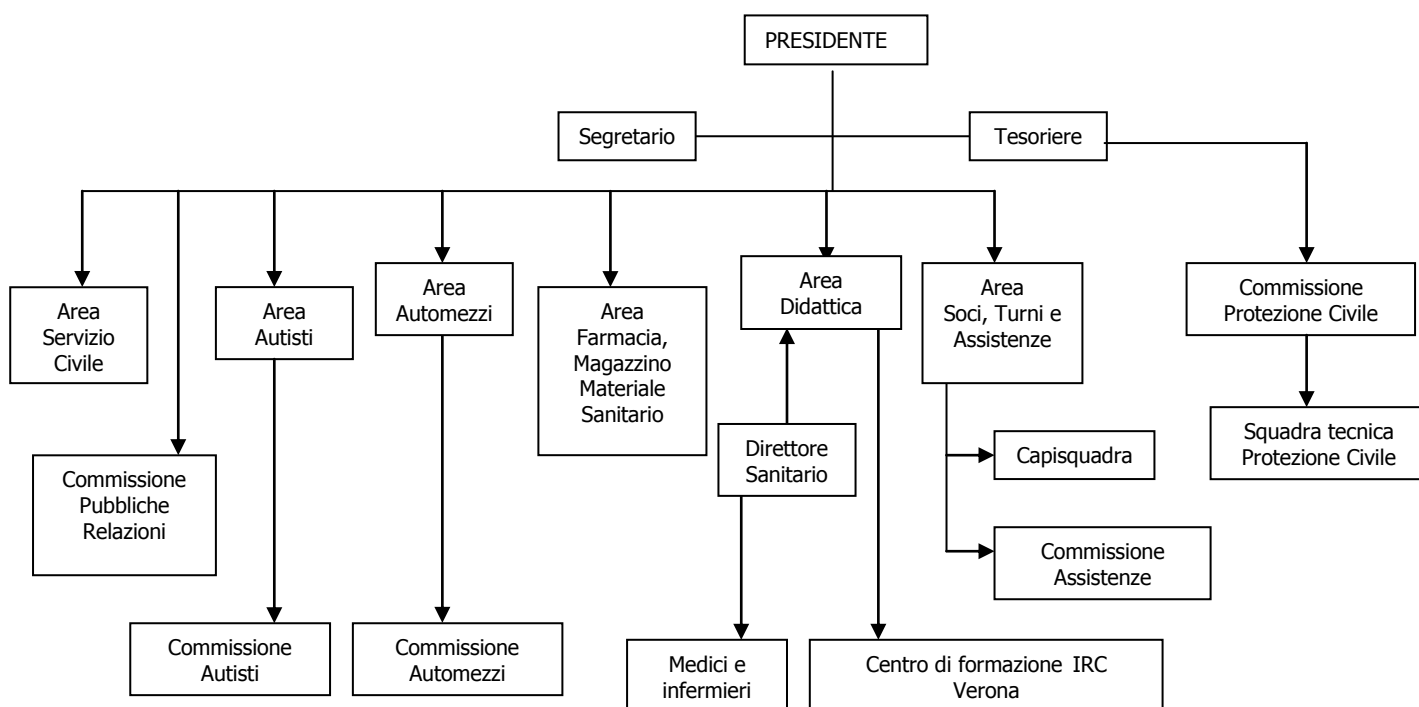 PRESIDENTE
Segretario
Tesoriere
Area
Servizio
Civile
Area
Autisti
Area
Automezzi
Area
Farmacia,
Magazzino
Materiale
Sanitario
Area
Didattica
Area
Soci, Turni e
Assistenze
Commissione
Protezione Civile
Commissione
Pubbliche
Relazioni
Direttore
Sanitario
Capisquadra
Squadra tecnica
Protezione Civile
Commissione
Assistenze
Commissione
Autisti
Commissione
Automezzi
Medici e
infermieri
Centro di formazione IRC
Verona